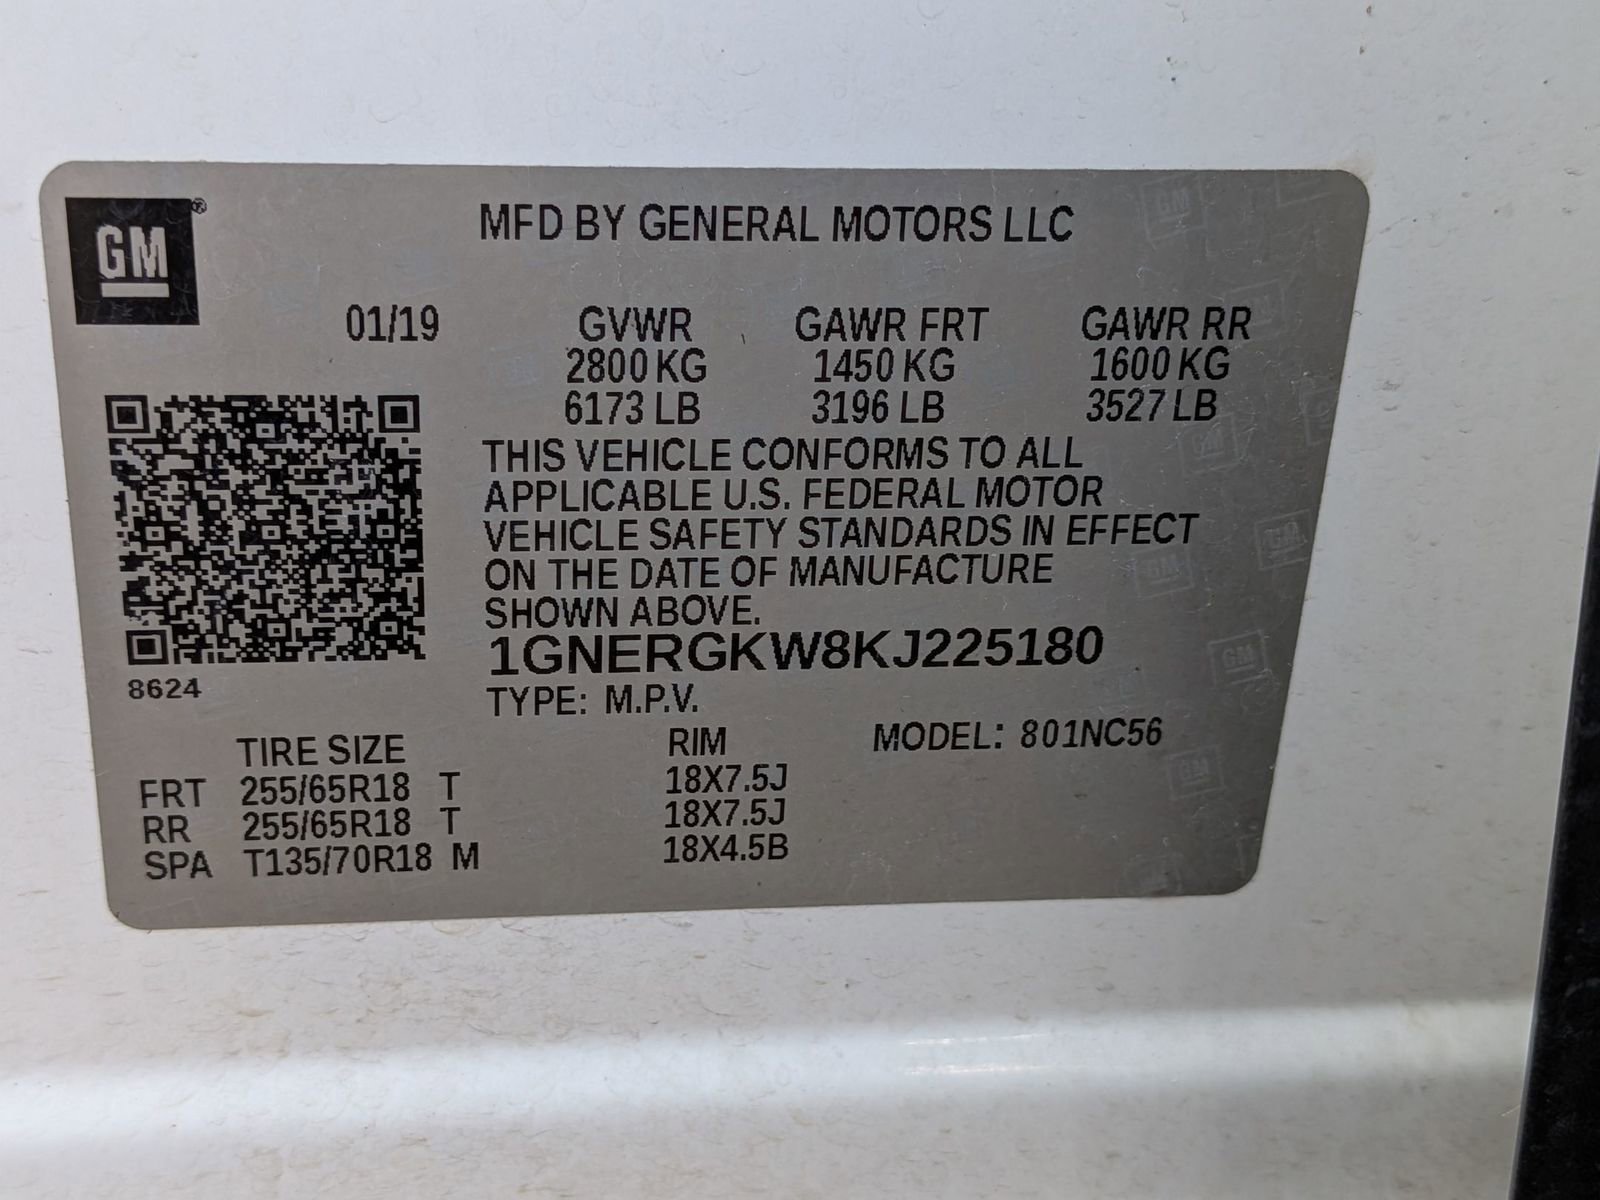 GM®
MFD BY GENERAL MOTORS LLC
01/19 GVWR GAWR FRT GAWR RR
2800 KG 1450 KG 1600 KG
6173 LB 3196 LB 3527 LB
THIS VEHICLE CONFORMS TO ALL
APPLICABLE U.S. FEDERAL MOTOR
VEHICLE SAFETY STANDARDS IN EFFECT
ON THE DATE OF MANUFACTURE
SHOWN ABOVE.
1GNERGKW8KJ225180
8624
TYPE: M.P.V.
TIRE SIZE RIM MODEL: 801NC56
FRT 255/65R18 T 18X7.5J
RR 255/65R18 T 18X7.5J
SPA T135/70R18 M 18X4.5B